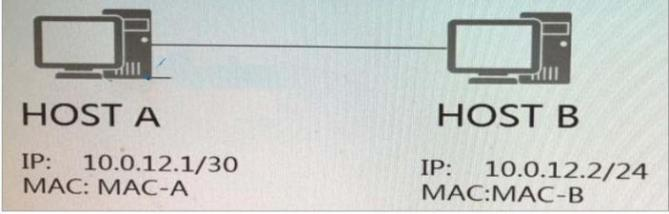 HOST A
HOST B
IP: 10.0.12.1/30
MAC: MAC-A
IP: 10.0.12.2/24
MAC:MAC-B